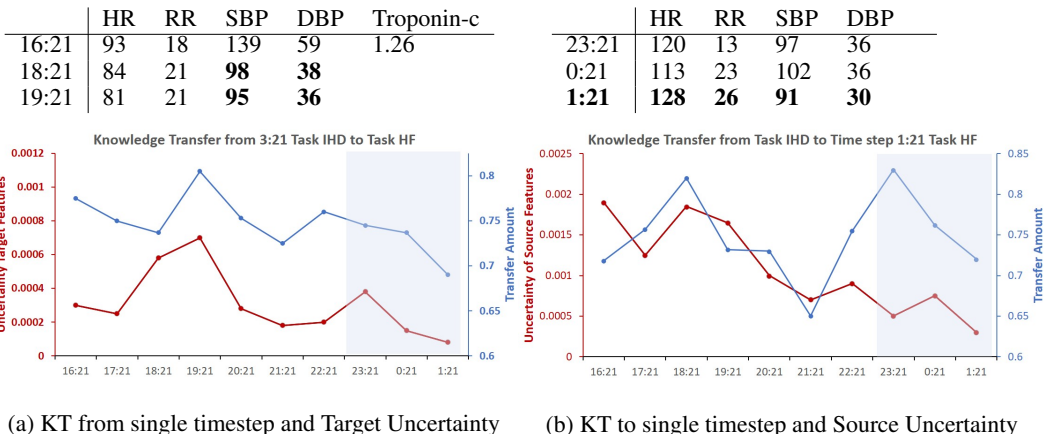 HR RR SBP DBP Troponin-c
16:21 93 18 139 59 1.26
18:21 84 21 98 38
19:21 81 21 95 36
HR RR SBP DBP
23:21 120 13 97 36
0:21 113 23 102 36
1:21 128 26 91 30
Knowledge Transfer from 3:21 Task IHD to Task HF
Uncertainty Target Features
0.0012
0.001
0.0008
0.0006
0.0004
0.0002
0
0.8
0.75
0.7
0.65
0.6
Transfer Amount
16:21 17:21 18:21 19:21 20:21 21:21 22:21 23:21 0:21 1:21
(a) KT from single timestep and Target Uncertainty
Knowledge Transfer from Task IHD to Time step 1:21 Task HF
Uncertainty of Source Features
0.0025
0.002
0.0015
0.001
0.0005
0
0.85
0.8
0.75
0.7
0.65
0.6
Transfer Amount
16:21 17:21 18:21 19:21 20:21 21:21 22:21 23:21 0:21 1:21
(b) KT to single timestep and Source Uncertainty